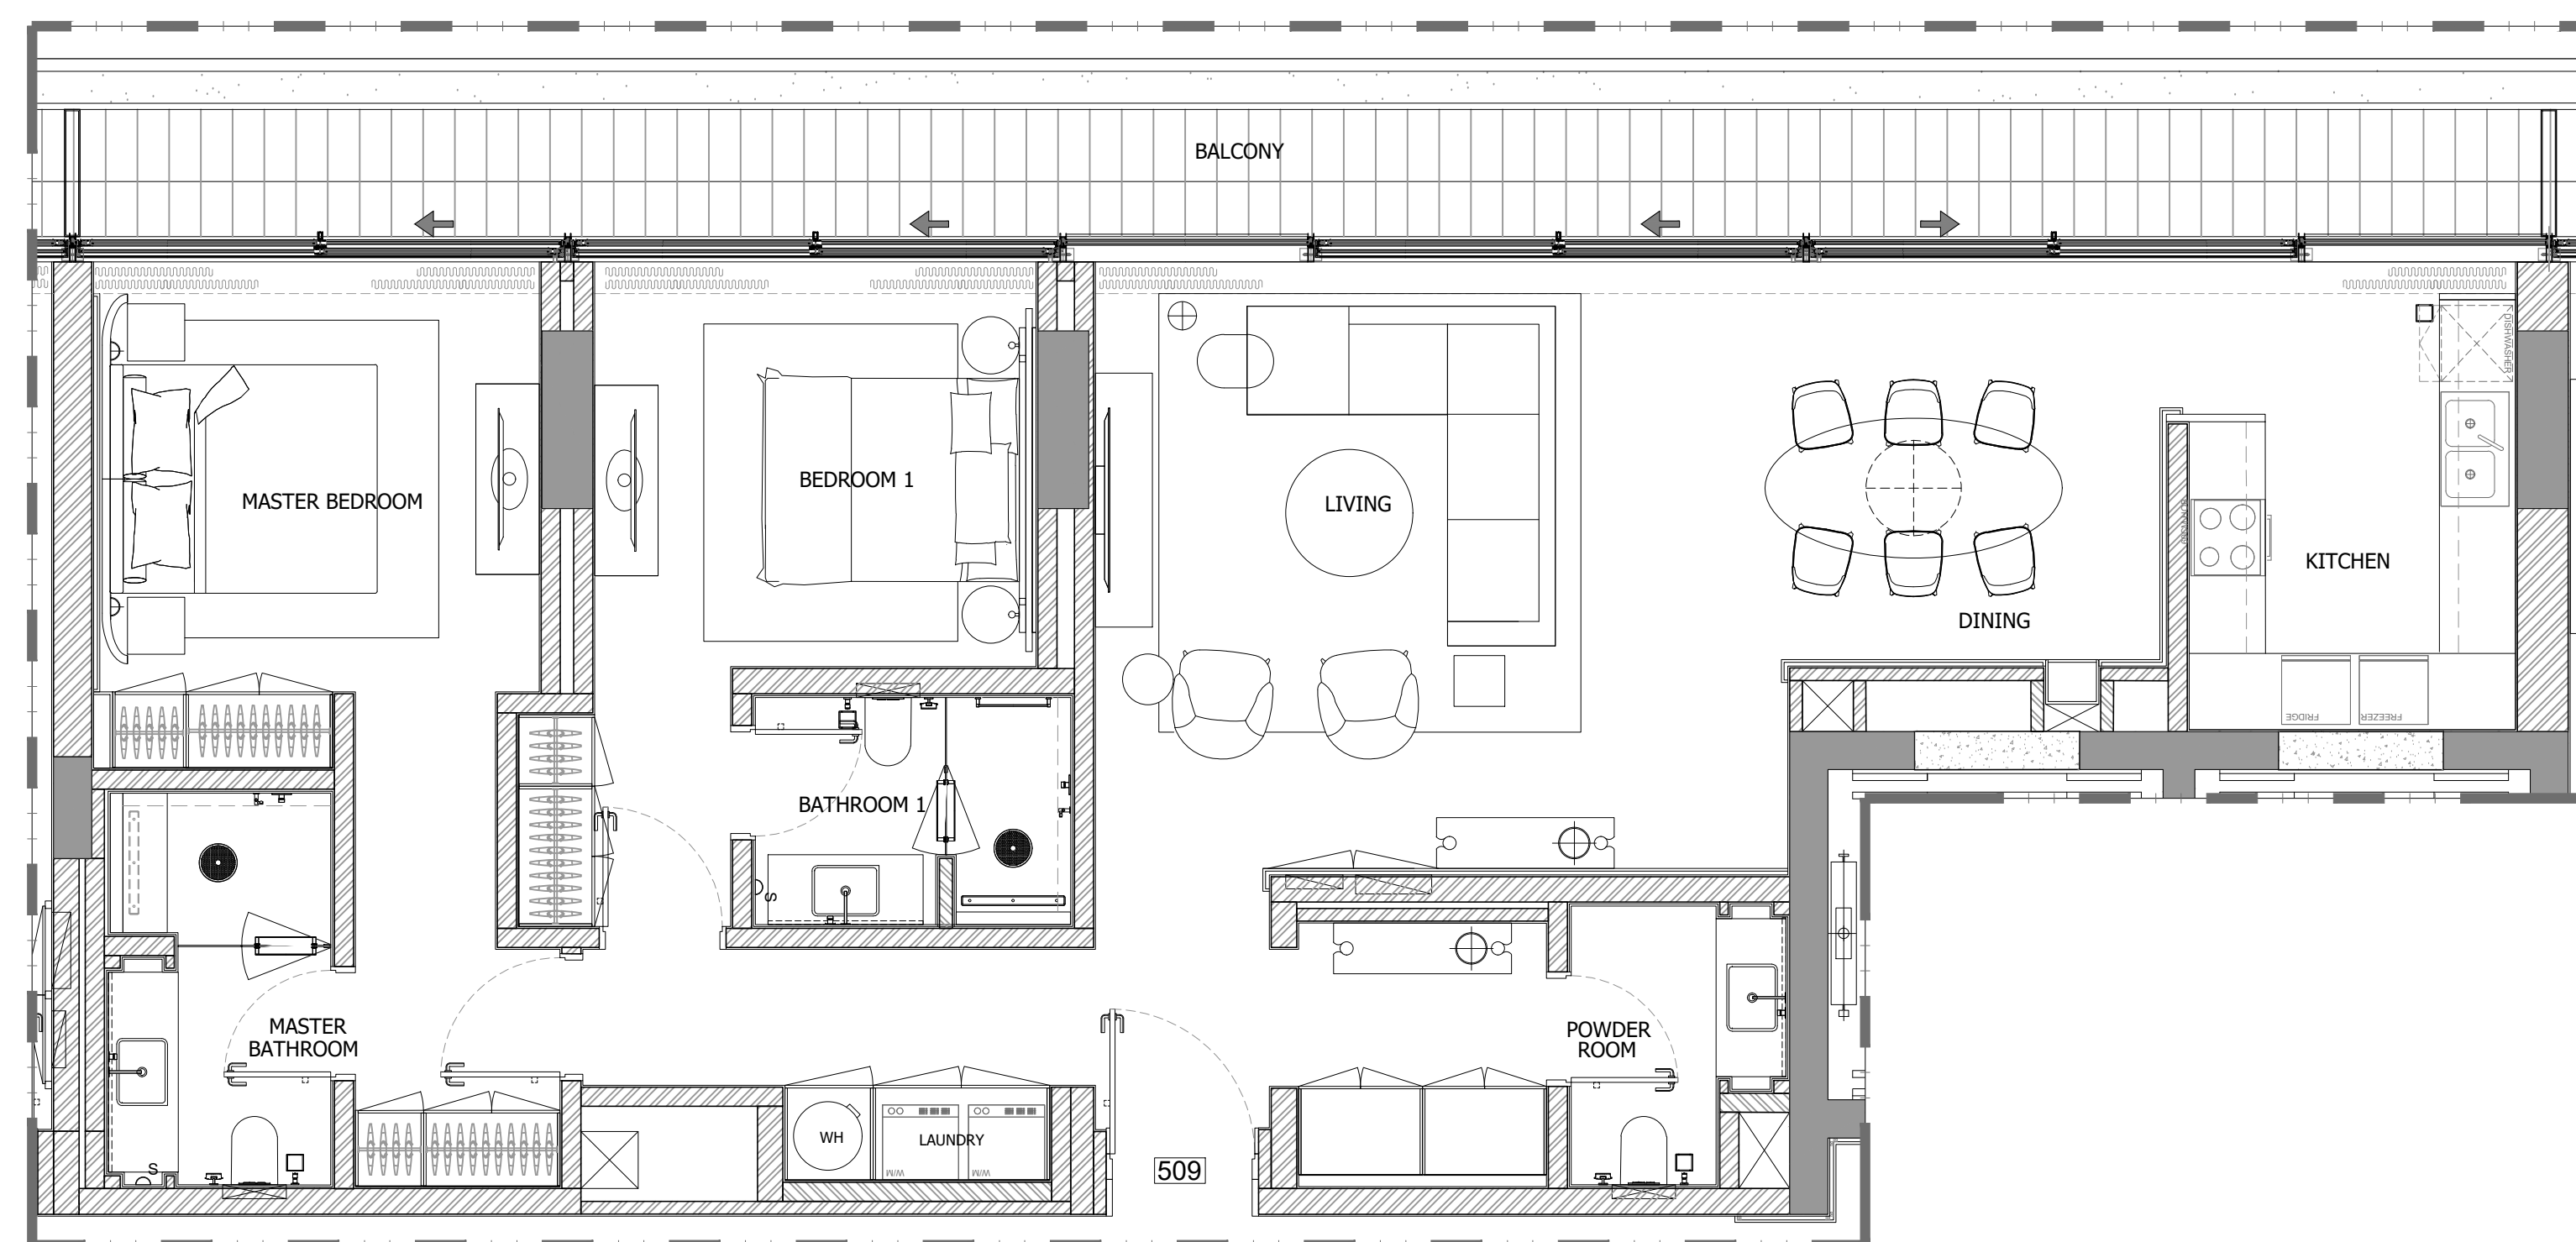 BALCONY
DISHWASHER
BEDROOM 1
MASTER BEDROOM
LIVING
KITCHEN
DINING
FRIDGE
FREEZER
BATHROOM 1
S
MASTER
BATHROOM
POWDER
ROOM
WH
LAUNDRY
W/M
W/M
S
509